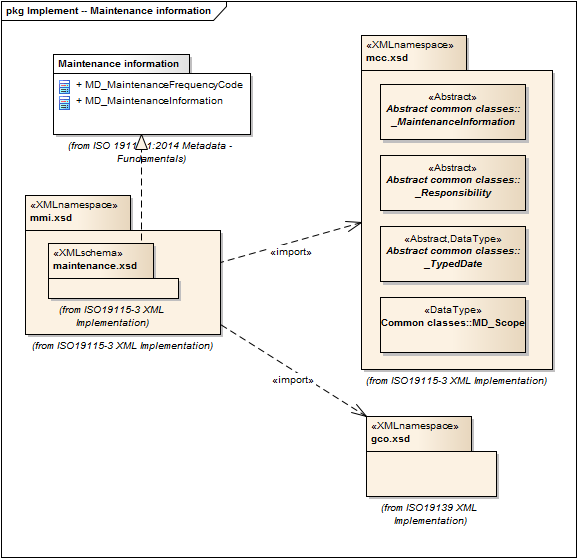 pkg Implement -- Maintenance information
Maintenance information
+ MD_MaintenanceFrequencyCode
+ MD_MaintenanceInformation
(from ISO 19115-1:2014 Metadata -
Fundamentals)
«XMLnamespace»
mmi.xsd
«XMLschema»
maintenance.xsd
(from ISO19115-3 XML
Implementation)
(from ISO19115-3 XML Implementation)
«import»
«import»
«XMLnamespace»
mcc.xsd
«Abstract»
Abstract common classes::
_MaintenanceInformation
«Abstract»
Abstract common classes::
_Responsibility
«Abstract,DataType»
Abstract common classes::
_TypedDate
«DataType»
Common classes::MD_Scope
(from ISO19115-3 XML Implementation)
«XMLnamespace»
gco.xsd
(from ISO19139 XML
Implementation)